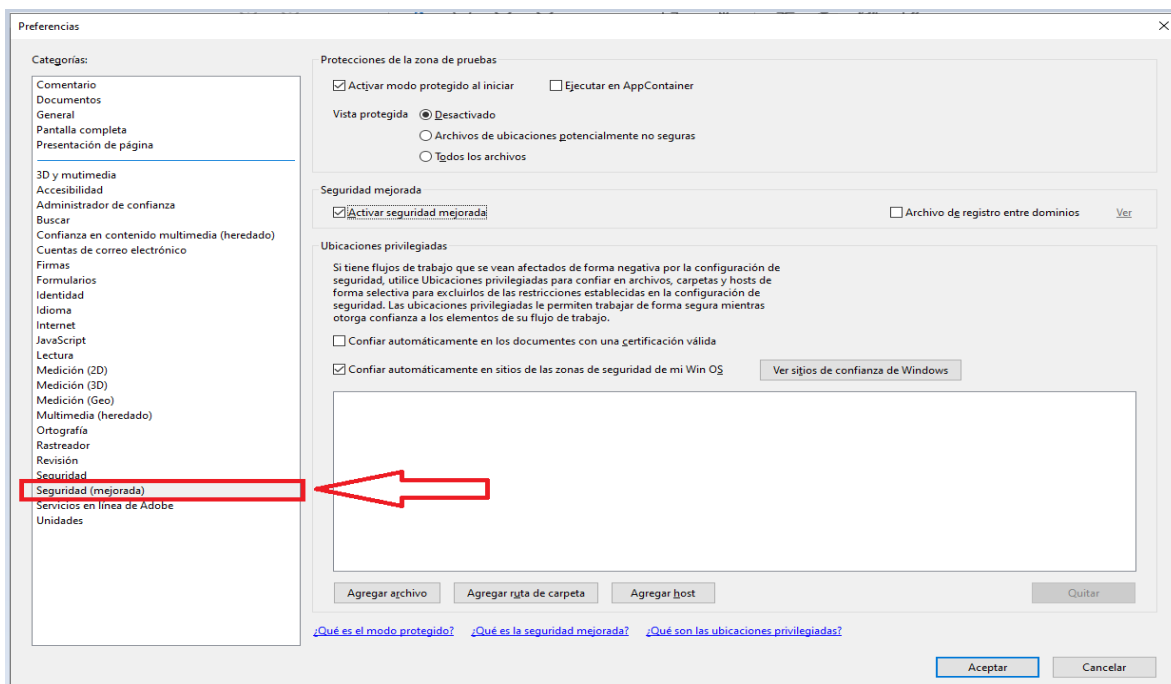 Preferencias
Categorías:
Comentario
Documentos
General
Pantalla completa
Presentación de página
3D y mutimedia
Accesibilidad
Administrador de confianza
Buscar
Confianza en contenido multimedia (heredado)
Cuentas de correo electrónico
Firmas
Formularios
Identidad
Idioma
Internet
JavaScript
Lectura
Medición (2D)
Medición (3D)
Medición (Geo)
Multimedia (heredado)
Ortografía
Rastreador
Revisión
Seguridad
Seguridad (mejorada)
Servicios en línea de Adobe
Unidades
Protecciones de la zona de pruebas
Activar modo protegido al iniciar Ejecutar en AppContainer
Vista protegida Desactivado
Archivos de ubicaciones potencialmente no seguras
Todos los archivos
Seguridad mejorada
Activar seguridad mejorada Archivo de registro entre dominios Ver
Ubicaciones privilegiadas
Si tiene flujos de trabajo que se vean afectados de forma negativa por la configuración de
seguridad, utilice Ubicaciones privilegiadas para confiar en archivos, carpetas y hosts de
forma selectiva para excluirlos de las restricciones establecidas en la configuración de
seguridad. Las ubicaciones privilegiadas le permiten trabajar de forma segura mientras
otorga confianza a los elementos de su flujo de trabajo.
Confiar automáticamente en los documentos con una certificación válida
Confiar automáticamente en sitios de las zonas de seguridad de mi Win OS Ver sitios de confianza de Windows
Agregar archivo Agregar ruta de carpeta Agregar host Quitar
¿Qué es el modo protegido? ¿Qué es la seguridad mejorada? ¿Qué son las ubicaciones privilegiadas?
Aceptar Cancelar